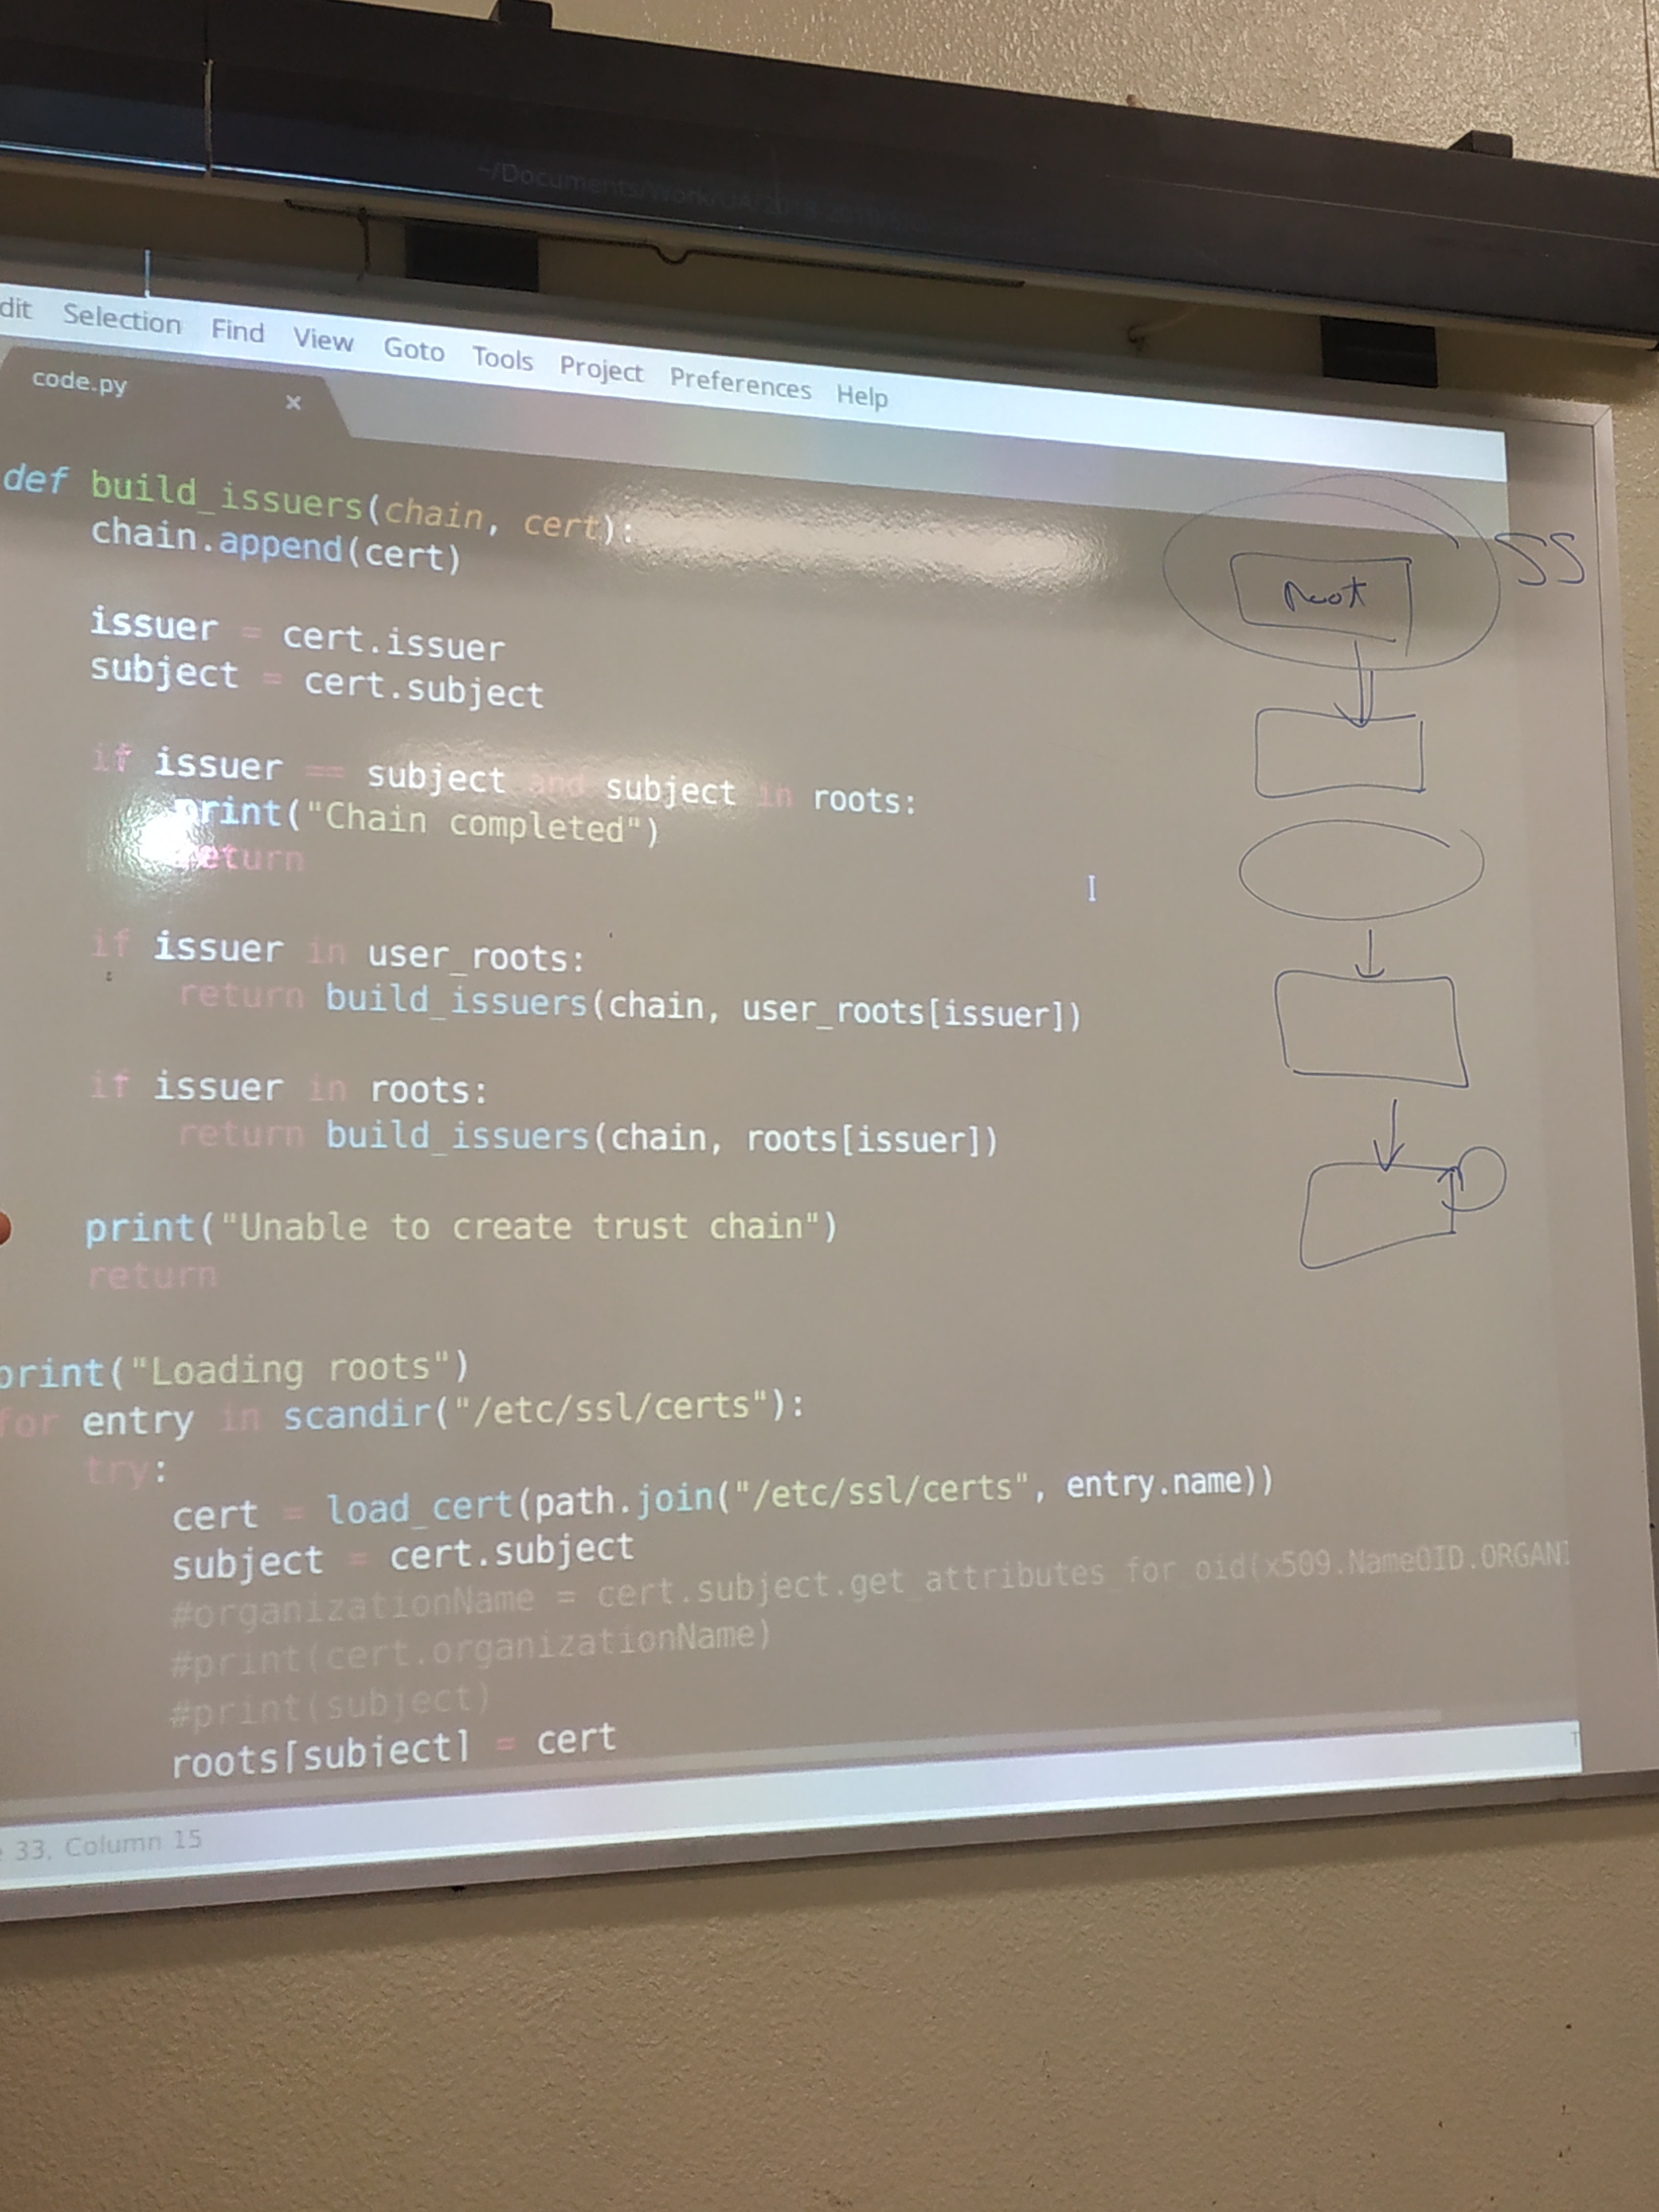 ~/Documents/Work/UA/
dit Selection Find View Goto Tools Project Preferences Help
code.py ×
def build_issuers(chain, cert):
    chain.append(cert)
    issuer = cert.issuer
    subject = cert.subject
    if issuer == subject and subject in roots:
        print("Chain completed")
        return
    if issuer in user_roots:
        return build_issuers(chain, user_roots[issuer])
    if issuer in roots:
        return build_issuers(chain, roots[issuer])
    print("Unable to create trust chain")
    return
print("Loading roots")
for entry in scandir("/etc/ssl/certs"):
    try:
        cert = load_cert(path.join("/etc/ssl/certs", entry.name))
        subject = cert.subject
        #organizationName = cert.subject.get_attributes_for_oid(x509.NameOID.ORGANI
        #print(cert.organizationName)
        #print(subject)
        roots[subject] = cert
33, Column 15
root
SS